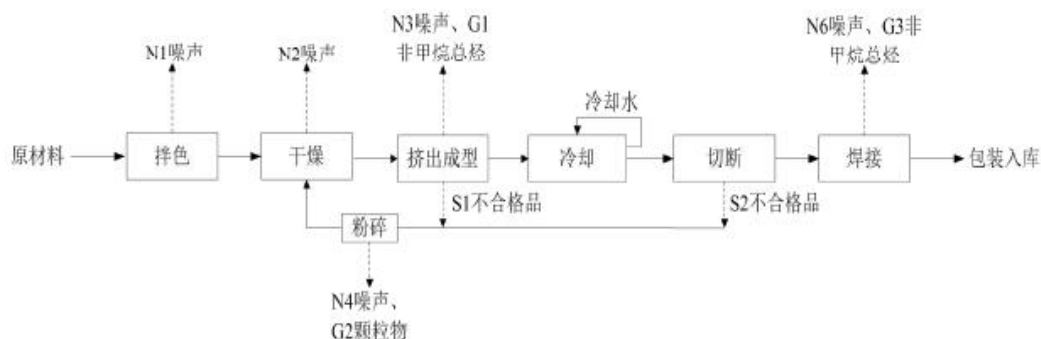 N3噪声、G1
非甲烷总烃
N6噪声、G3非
甲烷总烃
N1噪声
N2噪声
冷却水
原材料
拌色
干燥
挤出成型
冷却
切断
焊接
包装入库
S1不合格品
S2不合格品
粉碎
N4噪声、
G2颗粒物